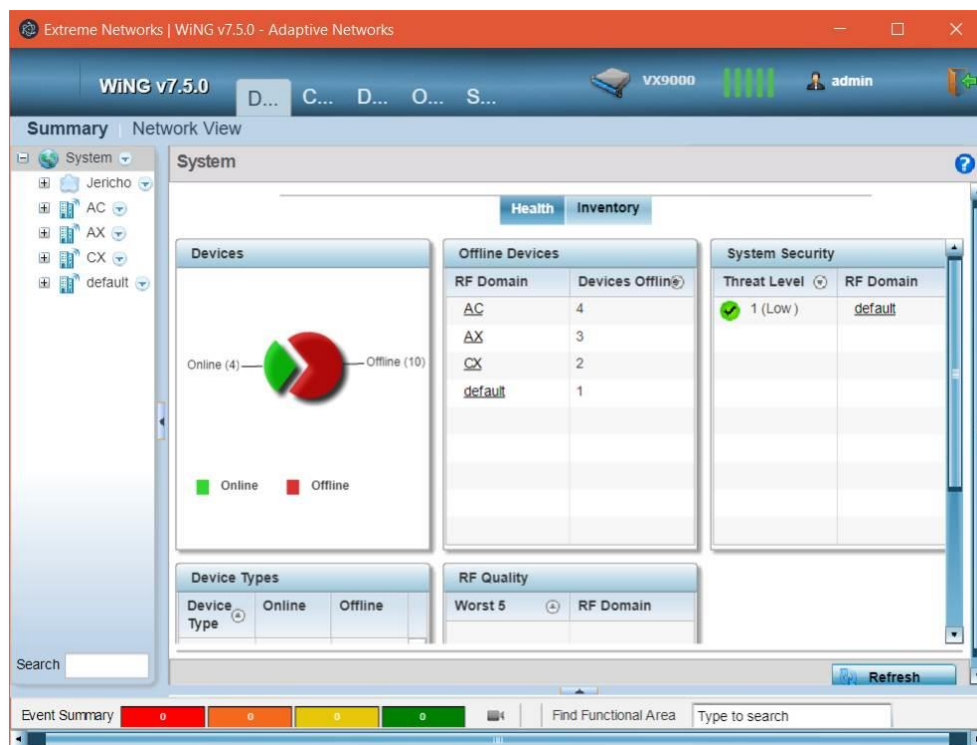 Extreme Networks | WiNG v7.5.0 - Adaptive Networks
WiNG v7.5.0
D... C... D... O... S...
VX9000
admin
Summary | Network View
System
Jericho
AC
AX
CX
default
Search
System
Health Inventory
Devices
Online (4)
Offline (10)
Online Offline
Offline Devices
RF Domain Devices Offlin
AC 4
AX 3
CX 2
default 1
System Security
Threat Level RF Domain
1 (Low) default
Device Types
Device Type Online Offline
RF Quality
Worst 5 RF Domain
Refresh
Event Summary 0 0 0 0 Find Functional Area Type to search